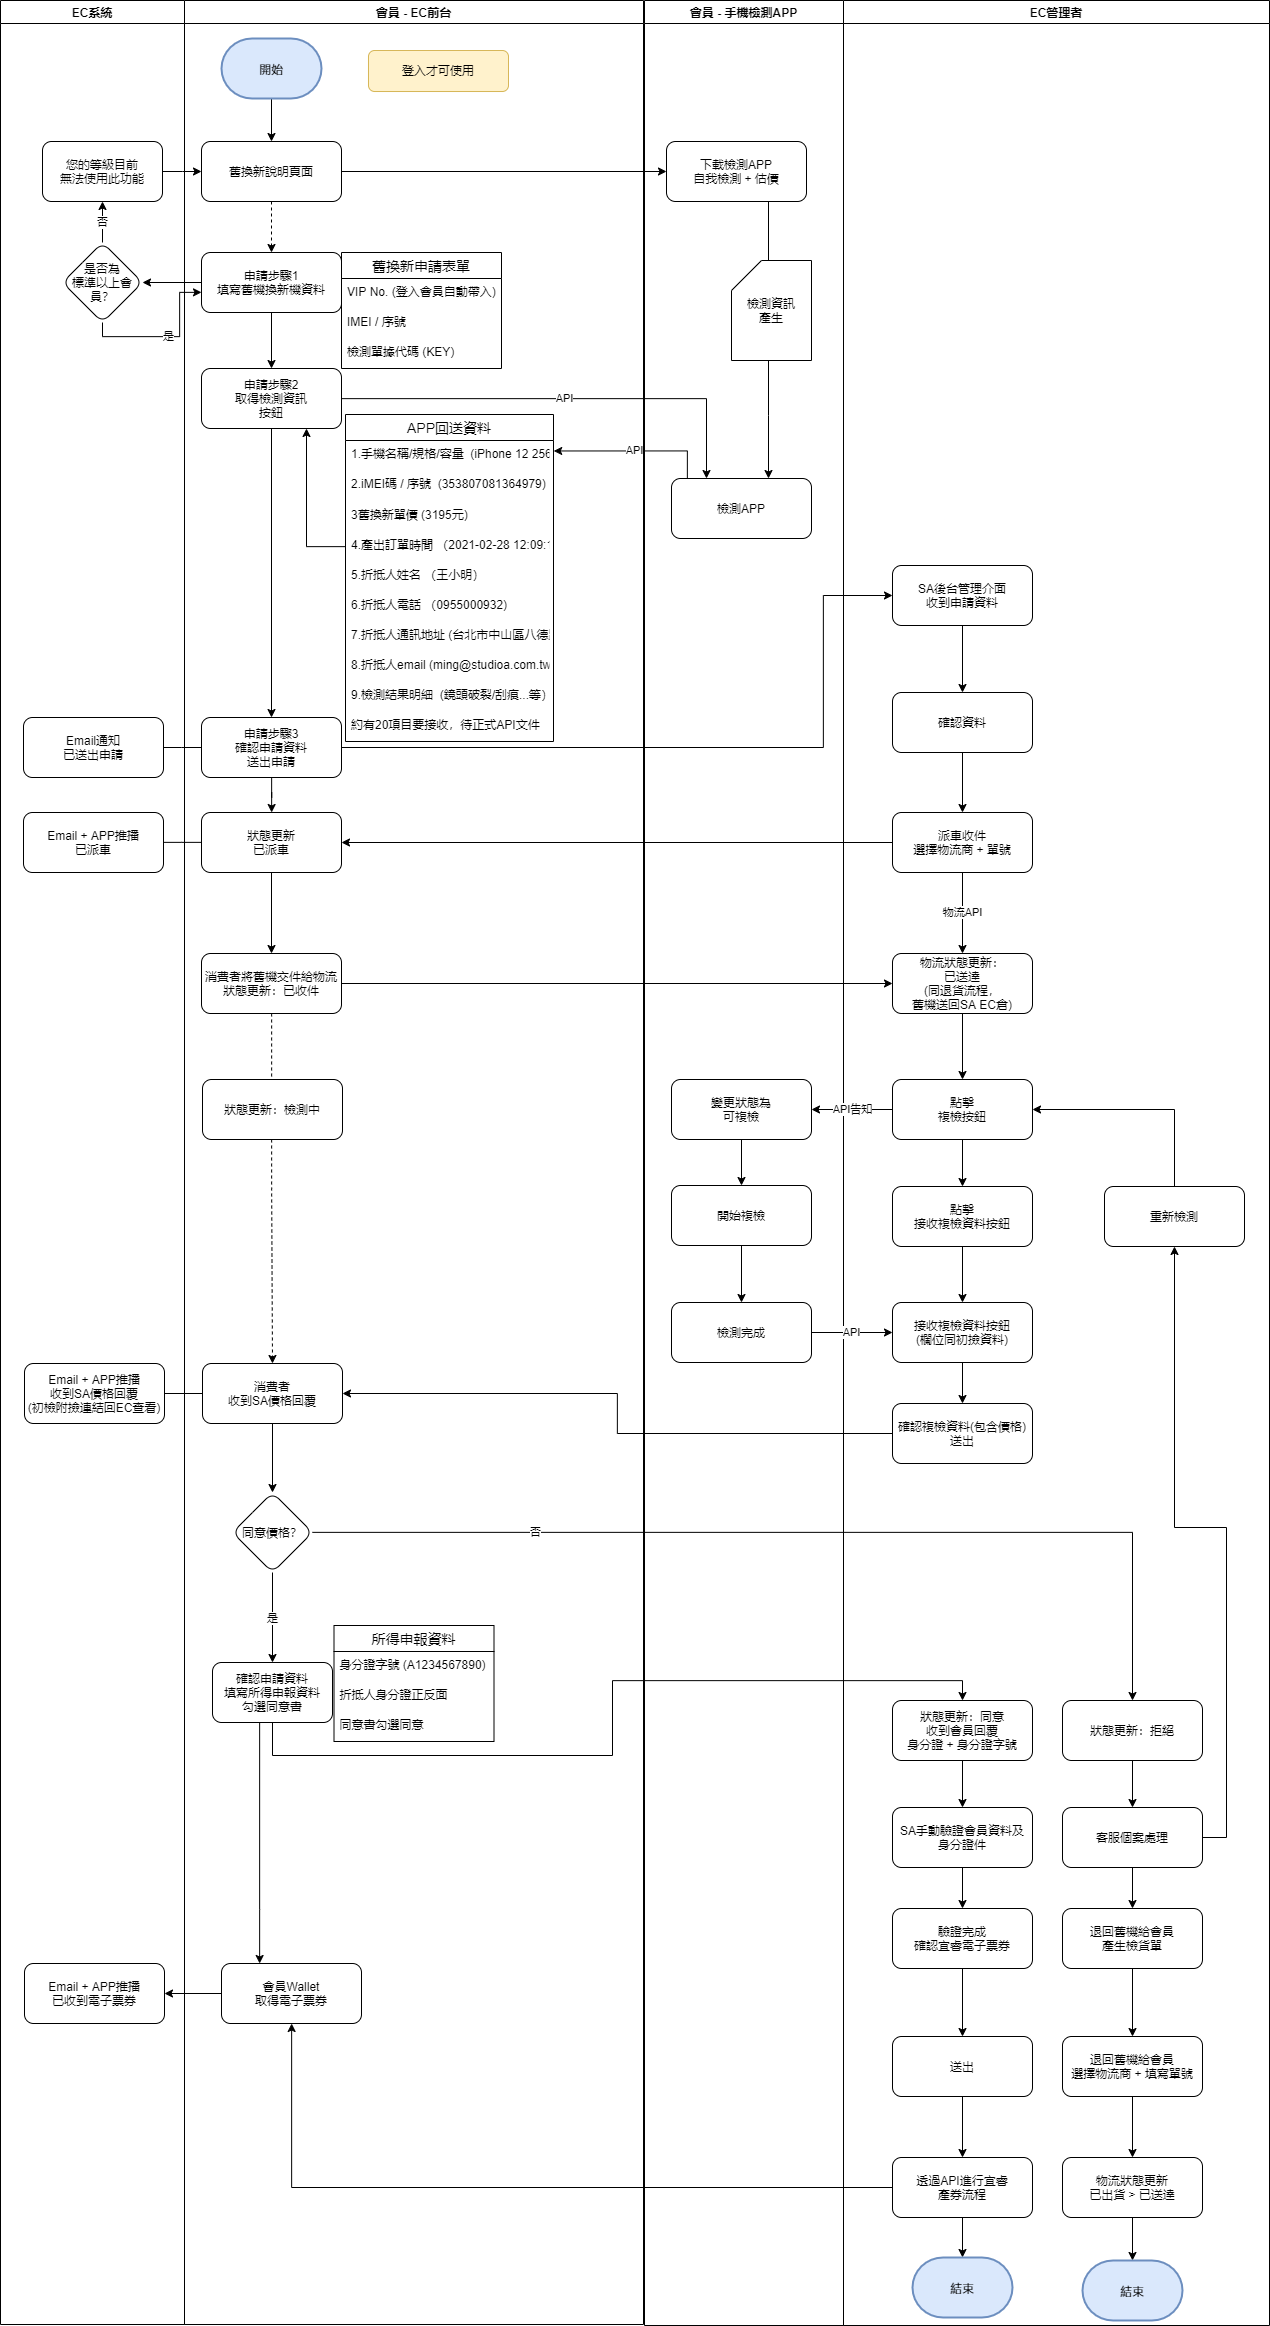 EC系統
會員 - EC前台
會員 - 手機檢測APP
EC管理者
開始
登入才可使用
您的等級目前
無法使用此功能
舊換新說明頁面
下載檢測APP
自我檢測 + 估價
否
是否為
標準以上會
員?
是
申請步驟1
填寫舊機換新機資料
舊換新申請表單
VIP No. (登入會員自動帶入)
IMEI / 序號
檢測單據代碼 (KEY)
檢測資訊
產生
申請步驟2
取得檢測資訊
按鈕
API
APP回送資料
1.手機名稱/規格/容量 (iPhone 12 256
2.iMEI碼 / 序號 (353807081364979)
3舊換新單價 (3195元)
4.產出訂單時間 (2021-02-28 12:09:
5.折抵人姓名 (王小明)
6.折抵人電話 (0955000932)
7.折抵人通訊地址 (台北市中山區八德
8.折抵人email (ming@studioa.com.tw
9.檢測結果明細 (鏡頭破裂/刮痕...等)
約有20項目要接收，待正式API文件
API
檢測APP
SA後台管理介面
收到申請資料
確認資料
Email通知
已送出申請
申請步驟3
確認申請資料
送出申請
Email + APP推播
已派車
狀態更新
已派車
派車收件
選擇物流商 + 單號
物流API
消費者將舊機交件給物流
狀態更新：已收件
物流狀態更新：
已送達
(同退貨流程，
舊機送回SA EC倉)
狀態更新：檢測中
變更狀態為
可複檢
API告知
點擊
複檢按鈕
開始複檢
點擊
接收複檢資料按鈕
重新檢測
檢測完成
API
接收複檢資料按鈕
(欄位同初撿資料)
Email + APP推播
收到SA價格回覆
(初檢附撿連結回EC查看)
消費者
收到SA價格回覆
確認複檢資料(包含價格)
送出
同意價格?
否
是
確認申請資料
填寫所得申報資料
勾選同意書
所得申報資料
身分證字號 (A1234567890)
折抵人身分證正反面
同意書勾選同意
狀態更新：同意
收到會員回覆
身分證 + 身分證字號
狀態更新：拒絕
SA手動驗證會員資料及
身分證件
客服個案處理
驗證完成
確認宜睿電子票券
退回舊機給會員
產生檢貨單
Email + APP推播
已收到電子票券
會員Wallet
取得電子票券
送出
退回舊機給會員
選擇物流商 + 填寫單號
透過API進行宜睿
產券流程
物流狀態更新
已出貨 > 已送達
結束
結束